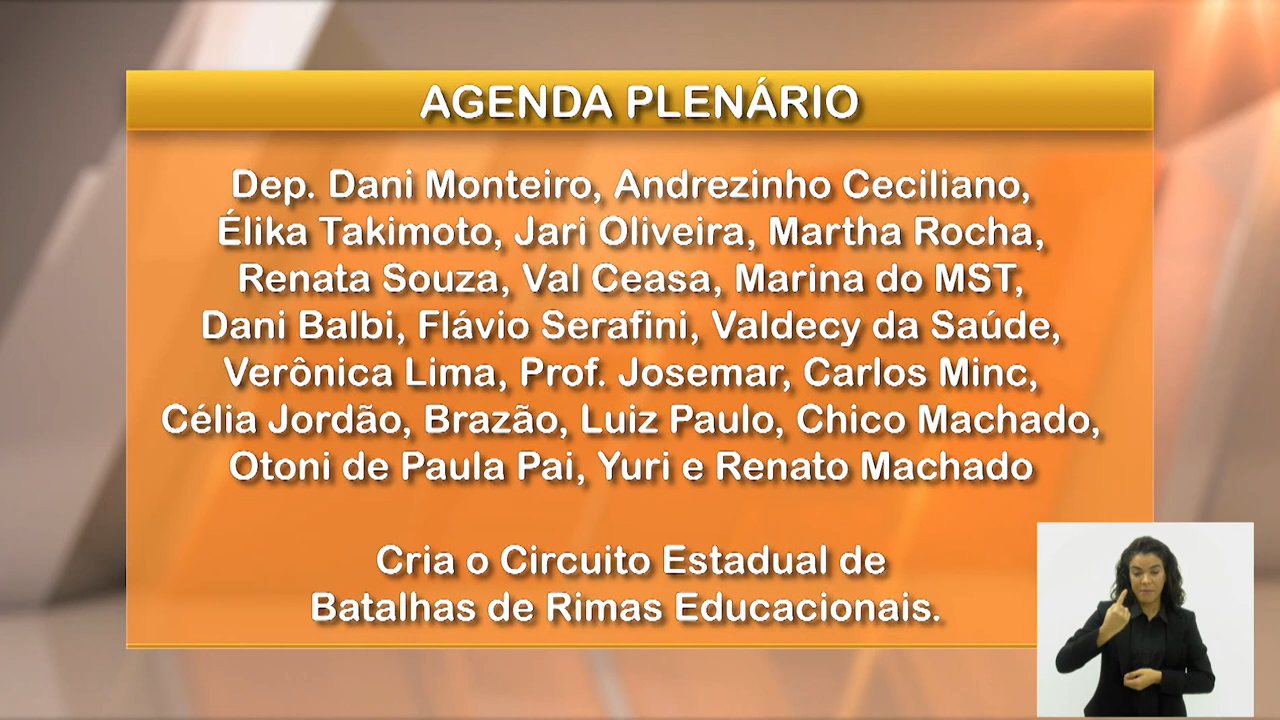 AGENDA PLENÁRIO
Dep. Dani Monteiro, Andrezinho Ceciliano,
Élika Takimoto, Jari Oliveira, Martha Rocha,
Renata Souza, Val Ceasa, Marina do MST,
Dani Balbi, Flávio Serafini, Valdecy da Saúde,
Verônica Lima, Prof. Josemar, Carlos Minc,
Célia Jordão, Brazão, Luiz Paulo, Chico Machado,
Otoni de Paula Pai, Yuri e Renato Machado
Cria o Circuito Estadual de
Batalhas de Rimas Educacionais.